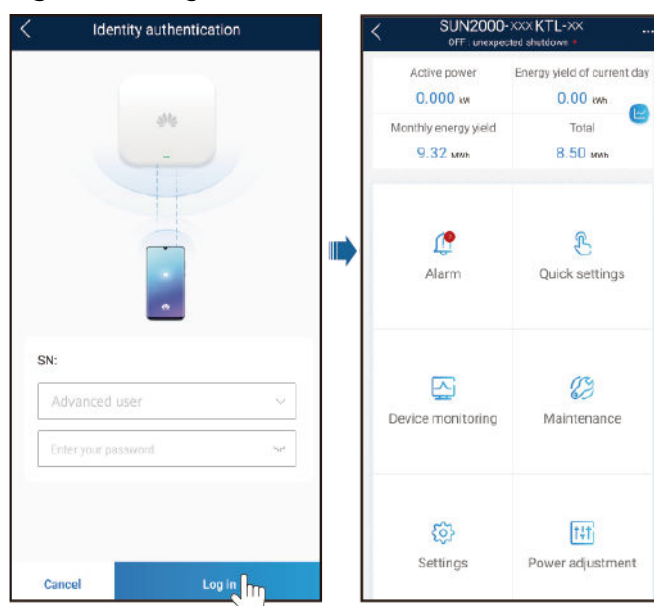 Identity authentication
SN:
Advanced user
Enter your password
Cancel
Log in
SUN2000-xxxKTL-xx
OFF : unexpected shutdown
Active power
Energy yield of current day
0.000 kW
0.00 kWh
Monthly energy yield
Total
9.32 MWh
8.50 MWh
Alarm
Quick settings
Device monitoring
Maintenance
Settings
Power adjustment